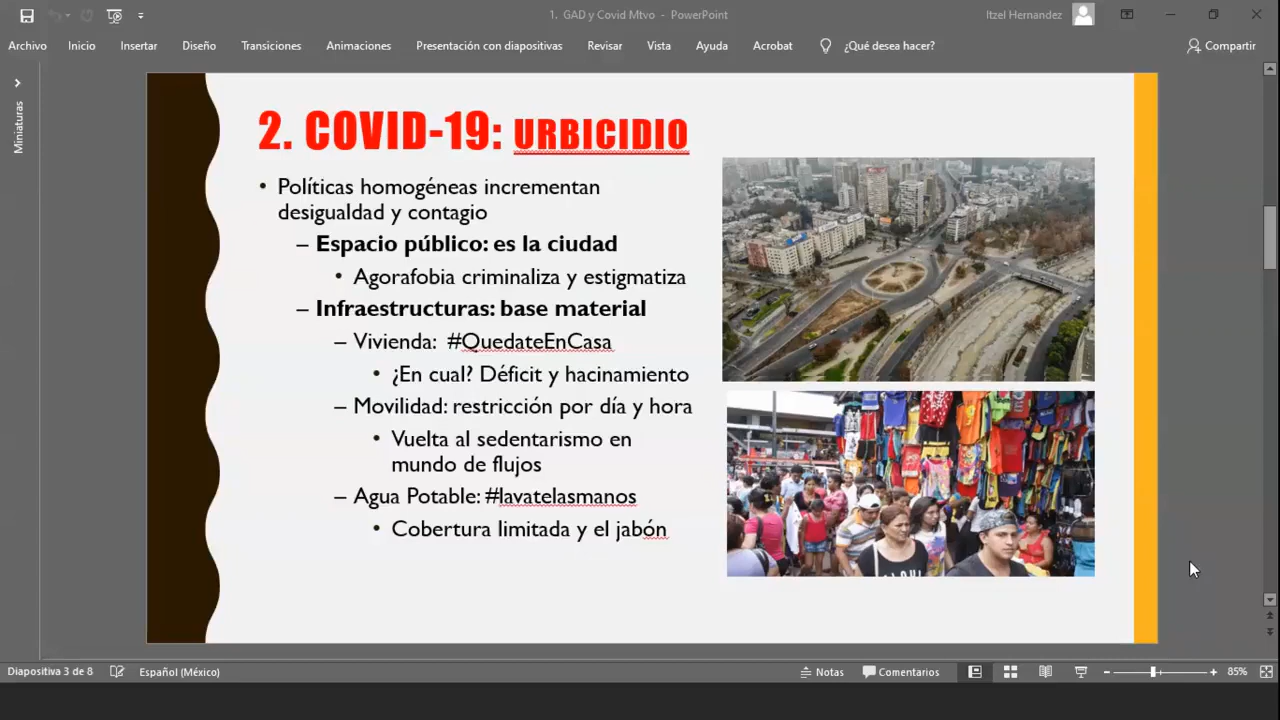 1. GAD y Covid Mtvo - PowerPoint
Itzel Hernandez
Archivo Inicio Insertar Diseño Transiciones Animaciones Presentación con diapositivas Revisar Vista Ayuda Acrobat ¿Qué desea hacer? Compartir
Miniaturas
2. COVID-19: URBICIDIO
• Políticas homogéneas incrementan
desigualdad y contagio
– Espacio público: es la ciudad
• Agorafobia criminaliza y estigmatiza
– Infraestructuras: base material
– Vivienda: #QuedateEnCasa
• ¿En cual? Déficit y hacinamiento
– Movilidad: restricción por día y hora
• Vuelta al sedentarismo en
mundo de flujos
– Agua Potable: #lavatelasmanos
• Cobertura limitada y el jabón
Diapositiva 3 de 8 Español (México) Notas Comentarios 85%